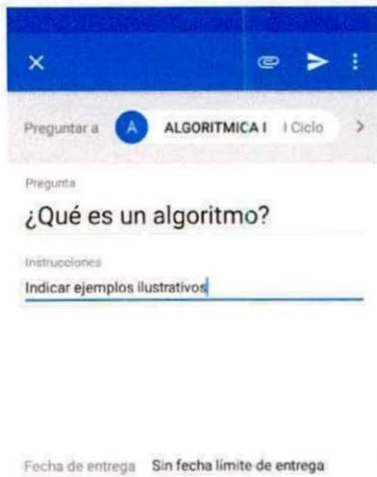 Preguntar a A ALGORITMICA I I Ciclo
Pregunta
¿Qué es un algoritmo?
Instrucciones
Indicar ejemplos ilustrativos
Fecha de entrega Sin fecha límite de entrega